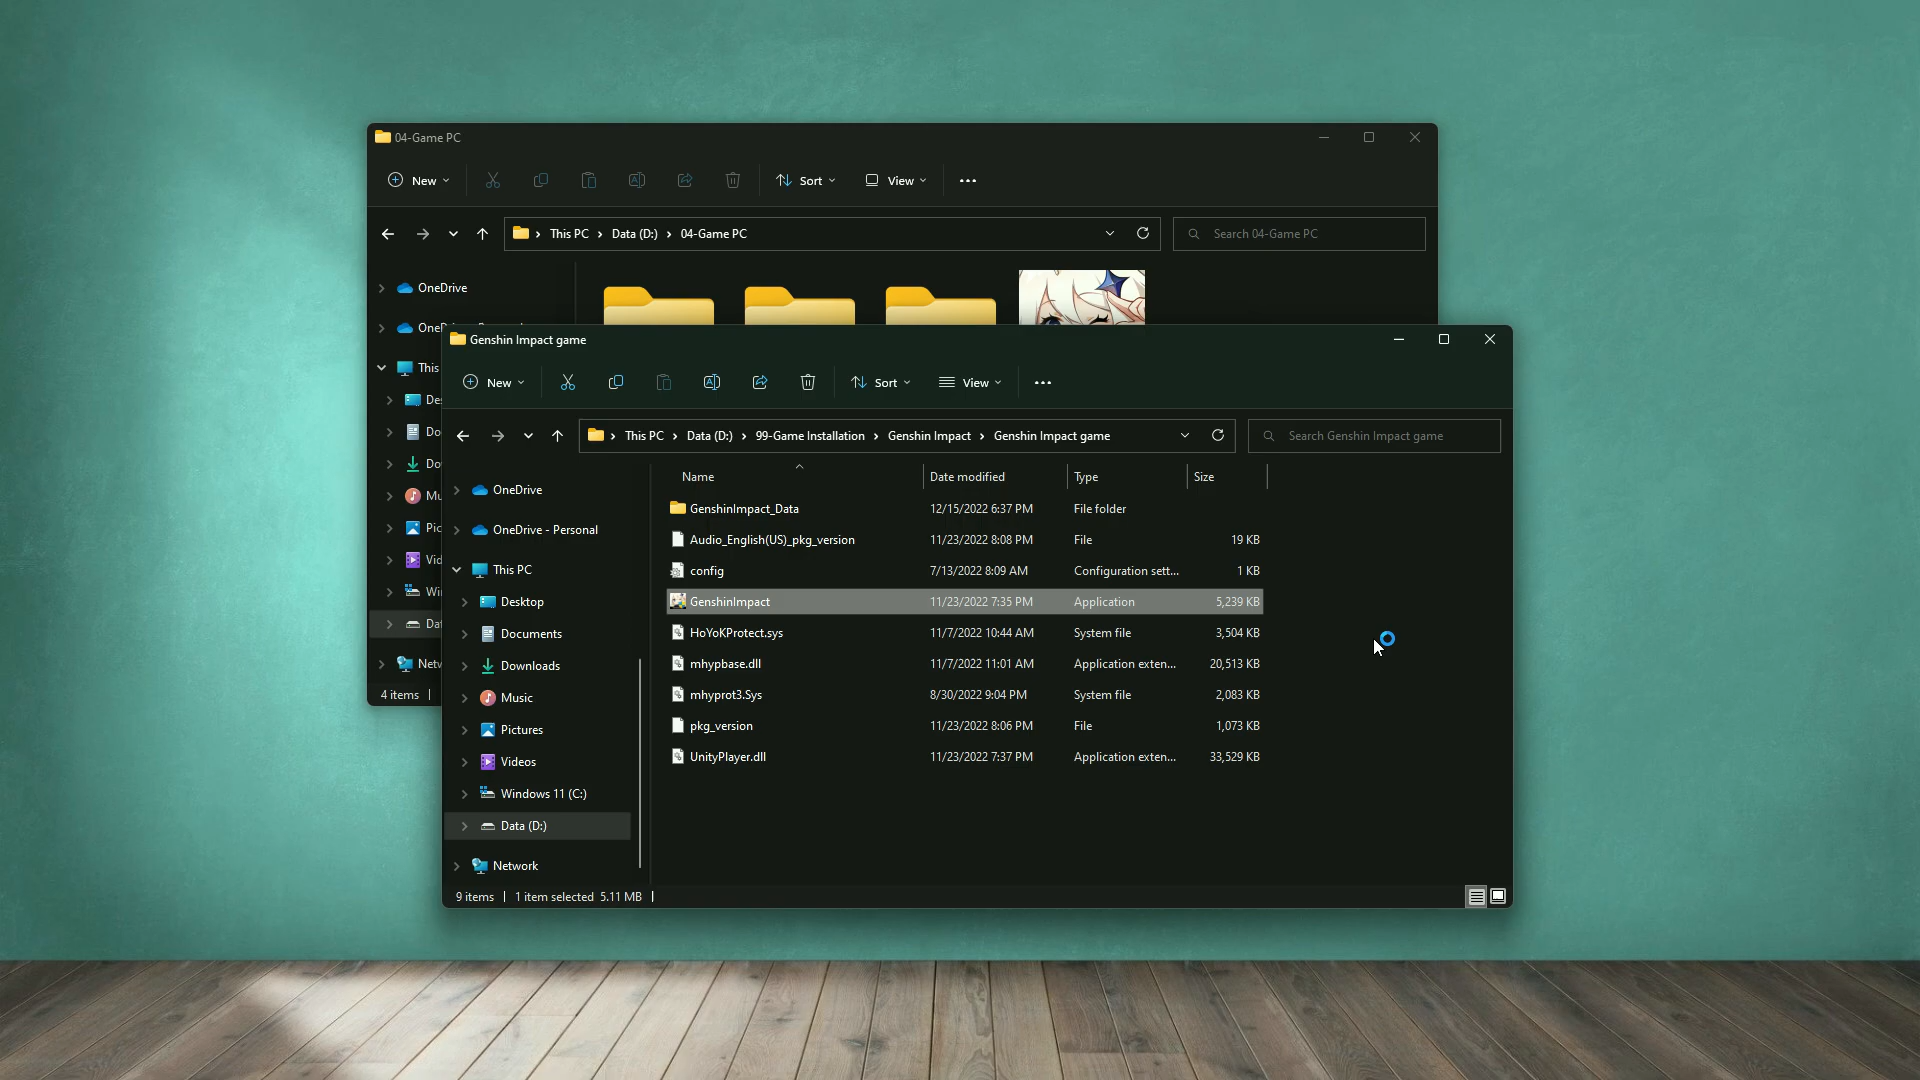 04-Game PC
New
Sort
View
This PC
Data (D:)
04-Game PC
Search 04-Game PC
OneDrive
This
4 items
Genshin Impact game
New
Sort
View
This PC
Data (D:)
99-Game Installation
Genshin Impact
Genshin Impact game
Search Genshin Impact game
OneDrive
OneDrive - Personal
This PC
Desktop
Documents
Downloads
Music
Pictures
Videos
Windows 11 (C:)
Data (D:)
Network
Name Date modified Type Size
GenshinImpact_Data 12/15/2022 6:37 PM File folder
Audio_English(US)_pkg_version 11/23/2022 8:08 PM File 19 KB
config 7/13/2022 8:09 AM Configuration sett... 1 KB
GenshinImpact 11/23/2022 7:35 PM Application 5,239 KB
HoYoKProtect.sys 11/7/2022 10:44 AM System file 3,504 KB
mhypbase.dll 11/7/2022 11:01 AM Application exten... 20,513 KB
mhyprot3.Sys 8/30/2022 9:04 PM System file 2,083 KB
pkg_version 11/23/2022 8:06 PM File 1,073 KB
UnityPlayer.dll 11/23/2022 7:37 PM Application exten... 33,529 KB
9 items
1 item selected 5.11 MB